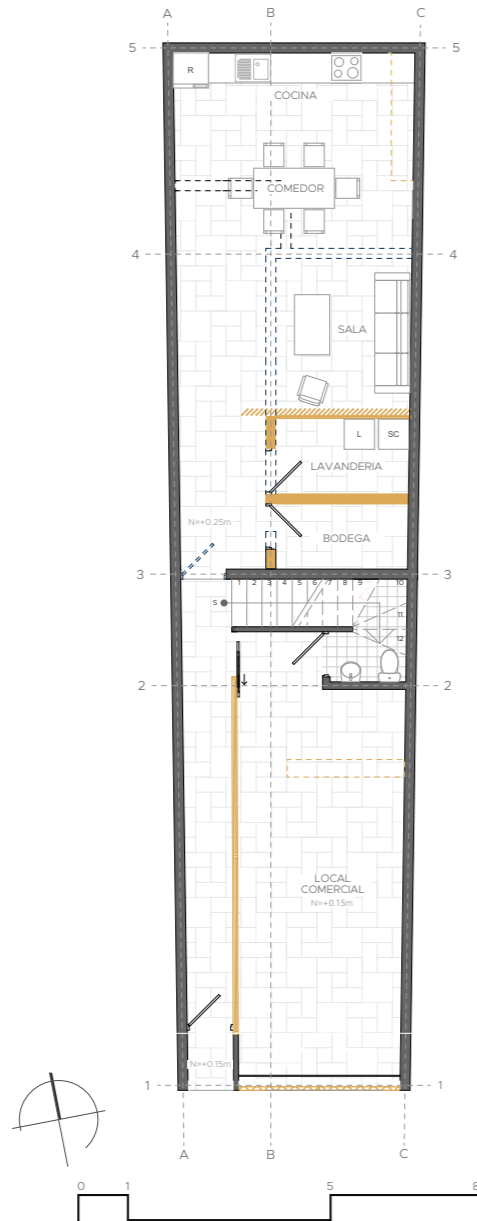 A B C
5 5
R
COCINA
COMEDOR
4 4
SALA
L SC
LAVANDERIA
N=+0.25m
BODEGA
3 3
1 2 3 4 5 6 7 8 9 10
S
11
12
2 2
LOCAL
COMERCIAL
N=+0.15m
N=+0.15m
1 1
A B C
0 1 5 8